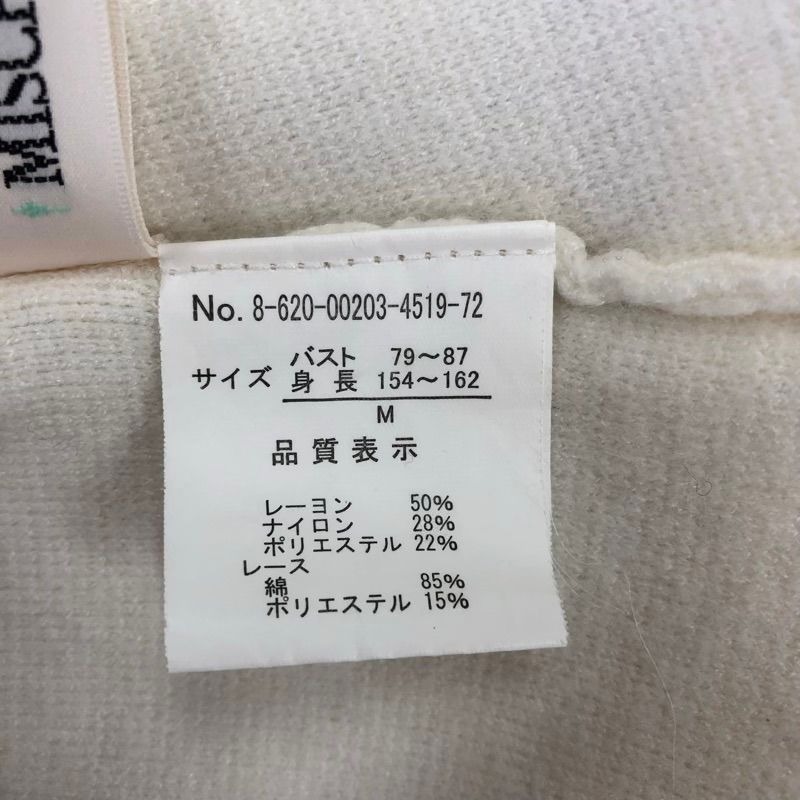 No. 8-620-00203-4519-72
サイズ バスト 79～87
身長 154～162
M
品質表示
レーヨン 50%
ナイロン 28%
ポリエステル 22%
レース
綿 85%
ポリエステル 15%